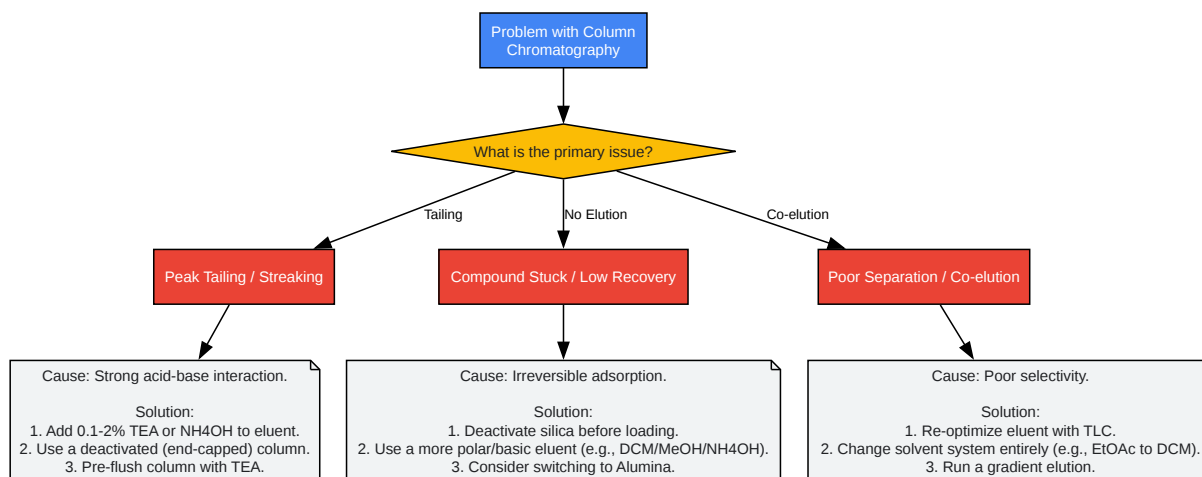 Problem with Column
Chromatography
What is the primary issue?
Tailing
No Elution
Co-elution
Peak Tailing / Streaking
Compound Stuck / Low Recovery
Poor Separation / Co-elution
Cause: Strong acid-base interaction.
Solution:
1. Add 0.1-2% TEA or NH4OH to eluent.
2. Use a deactivated (end-capped) column.
3. Pre-flush column with TEA.
Cause: Irreversible adsorption.
Solution:
1. Deactivate silica before loading.
2. Use a more polar/basic eluent (e.g., DCM/MeOH/NH4OH).
3. Consider switching to Alumina.
Cause: Poor selectivity.
Solution:
1. Re-optimize eluent with TLC.
2. Change solvent system entirely (e.g., EtOAc to DCM).
3. Run a gradient elution.